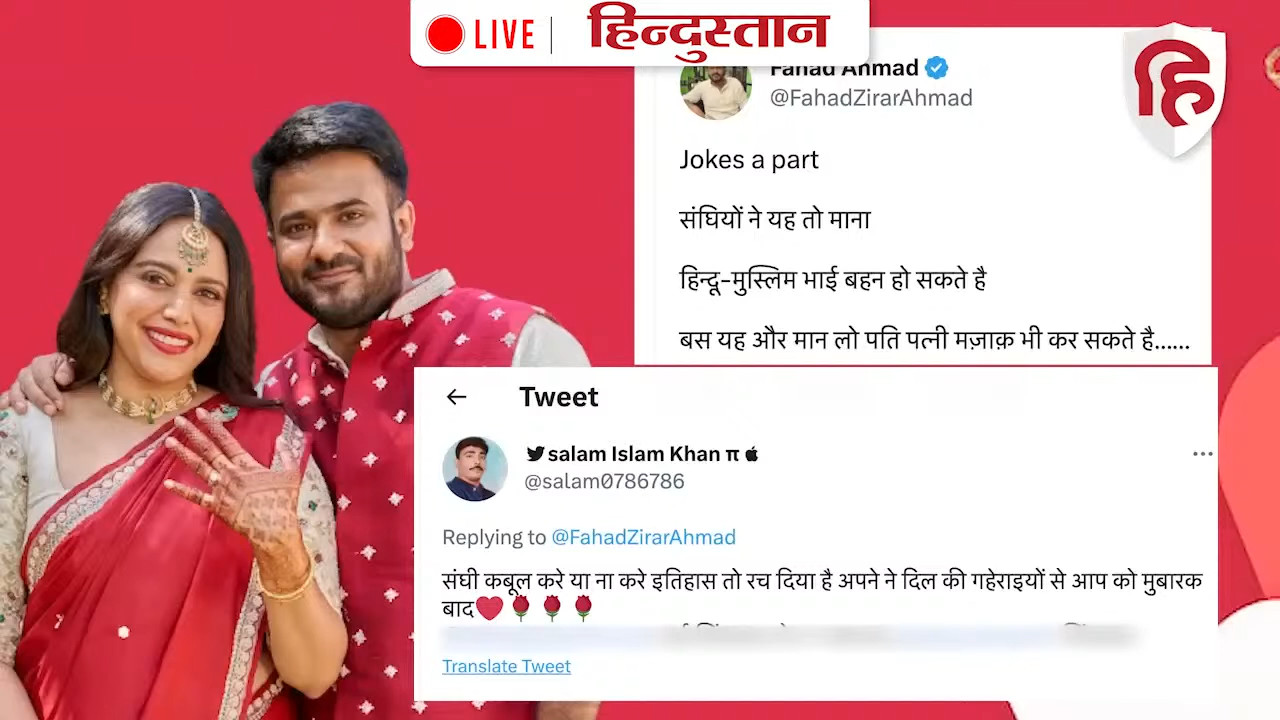 LIVE हिन्दुस्तान
हि
Fahad Ahmad
@FahadZirarAhmad
Jokes a part
संघियों ने यह तो माना
हिन्दू-मुस्लिम भाई बहन हो सकते है
बस यह और मान लो पति पत्नी मज़ाक़ भी कर सकते है......
Tweet
salam Islam Khan π
@salam0786786
Replying to @FahadZirarAhmad
संघी कबूल करे या ना करे इतिहास तो रच दिया है अपने ने दिल की गहेराइयों से आप को मुबारक
बाद❤️🌹🌹🌹
Translate Tweet